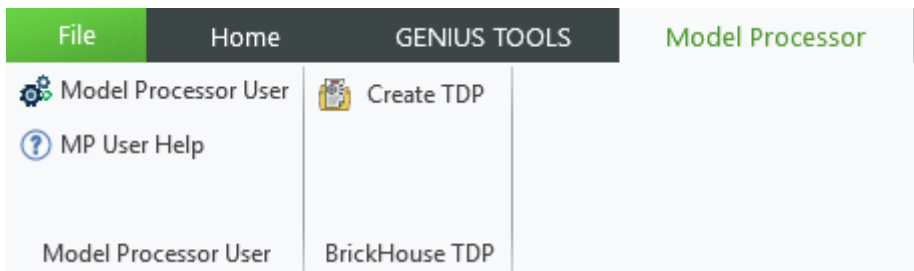 File Home GENIUS TOOLS Model Processor
Model Processor User Create TDP
MP User Help
Model Processor User BrickHouse TDP